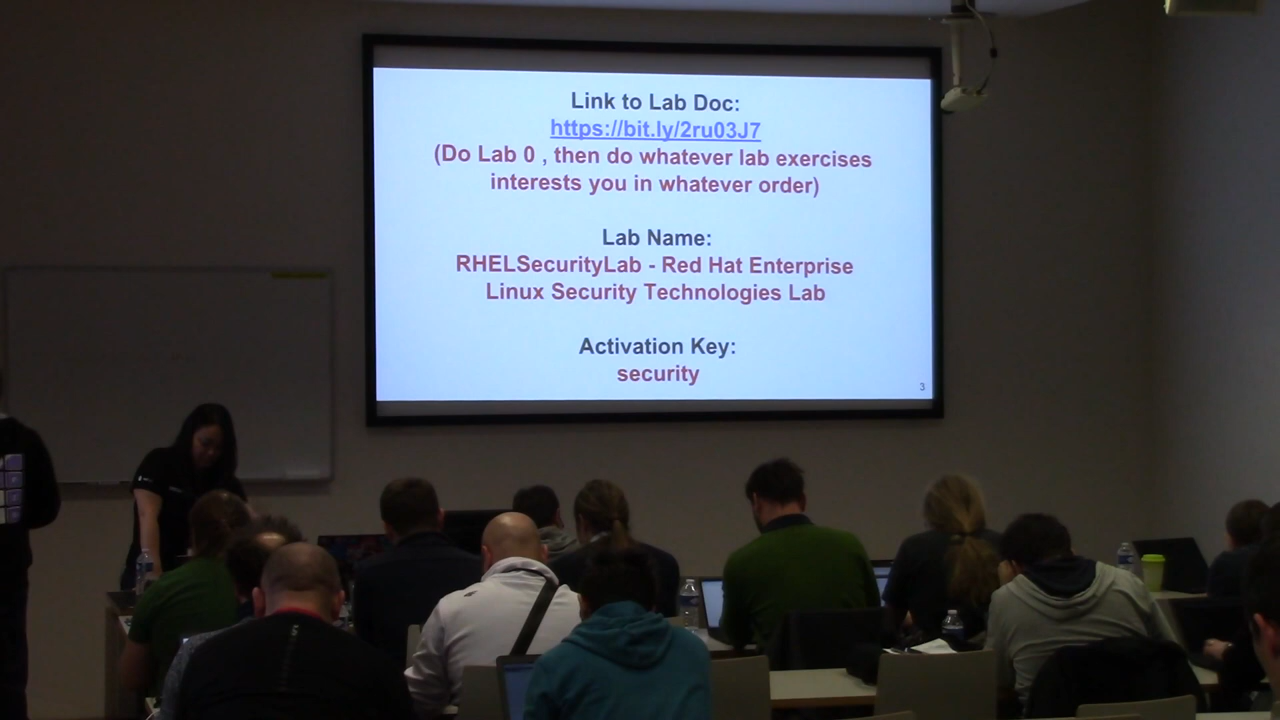 Link to Lab Doc:
https://bit.ly/2ru03J7
(Do Lab 0 , then do whatever lab exercises
interests you in whatever order)
Lab Name:
RHELSecurityLab - Red Hat Enterprise
Linux Security Technologies Lab
Activation Key:
security
3